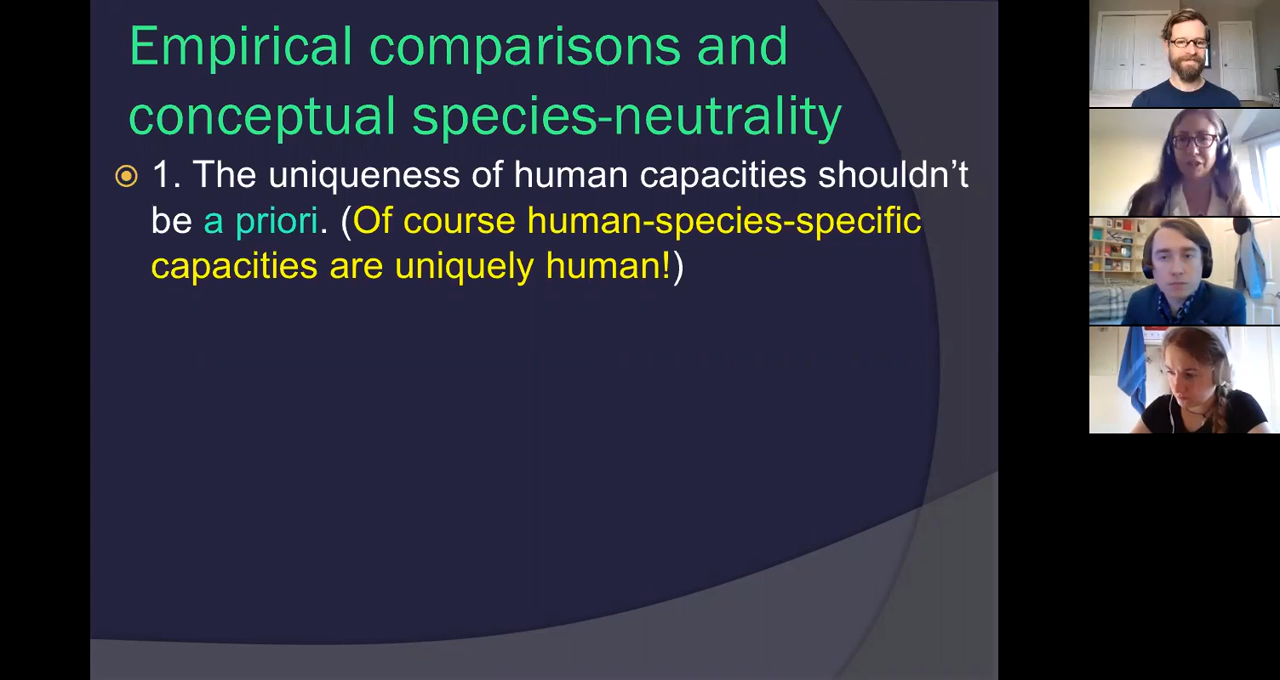 Empirical comparisons and
conceptual species-neutrality
1. The uniqueness of human capacities shouldn’t
be a priori. (Of course human-species-specific
capacities are uniquely human!)